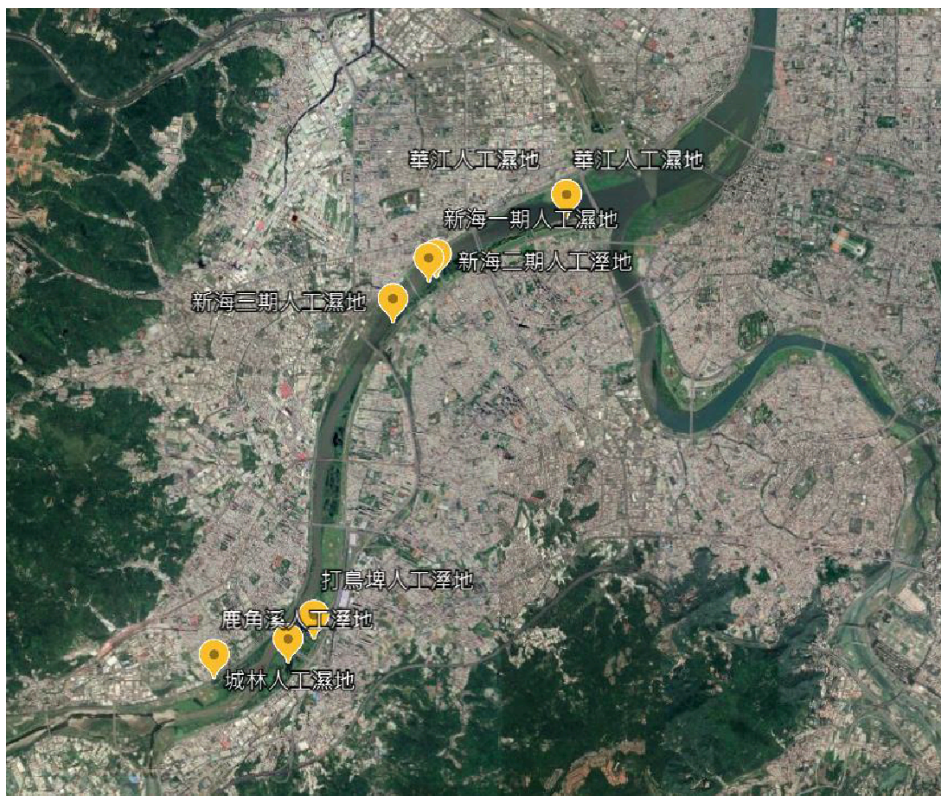 華江人工濕地
華江人工濕地
新海一期人工濕地
新海二期人工溼地
新海三期人工濕地
打鳥埤人工溼地
鹿角溪人工溼地
城林人工濕地